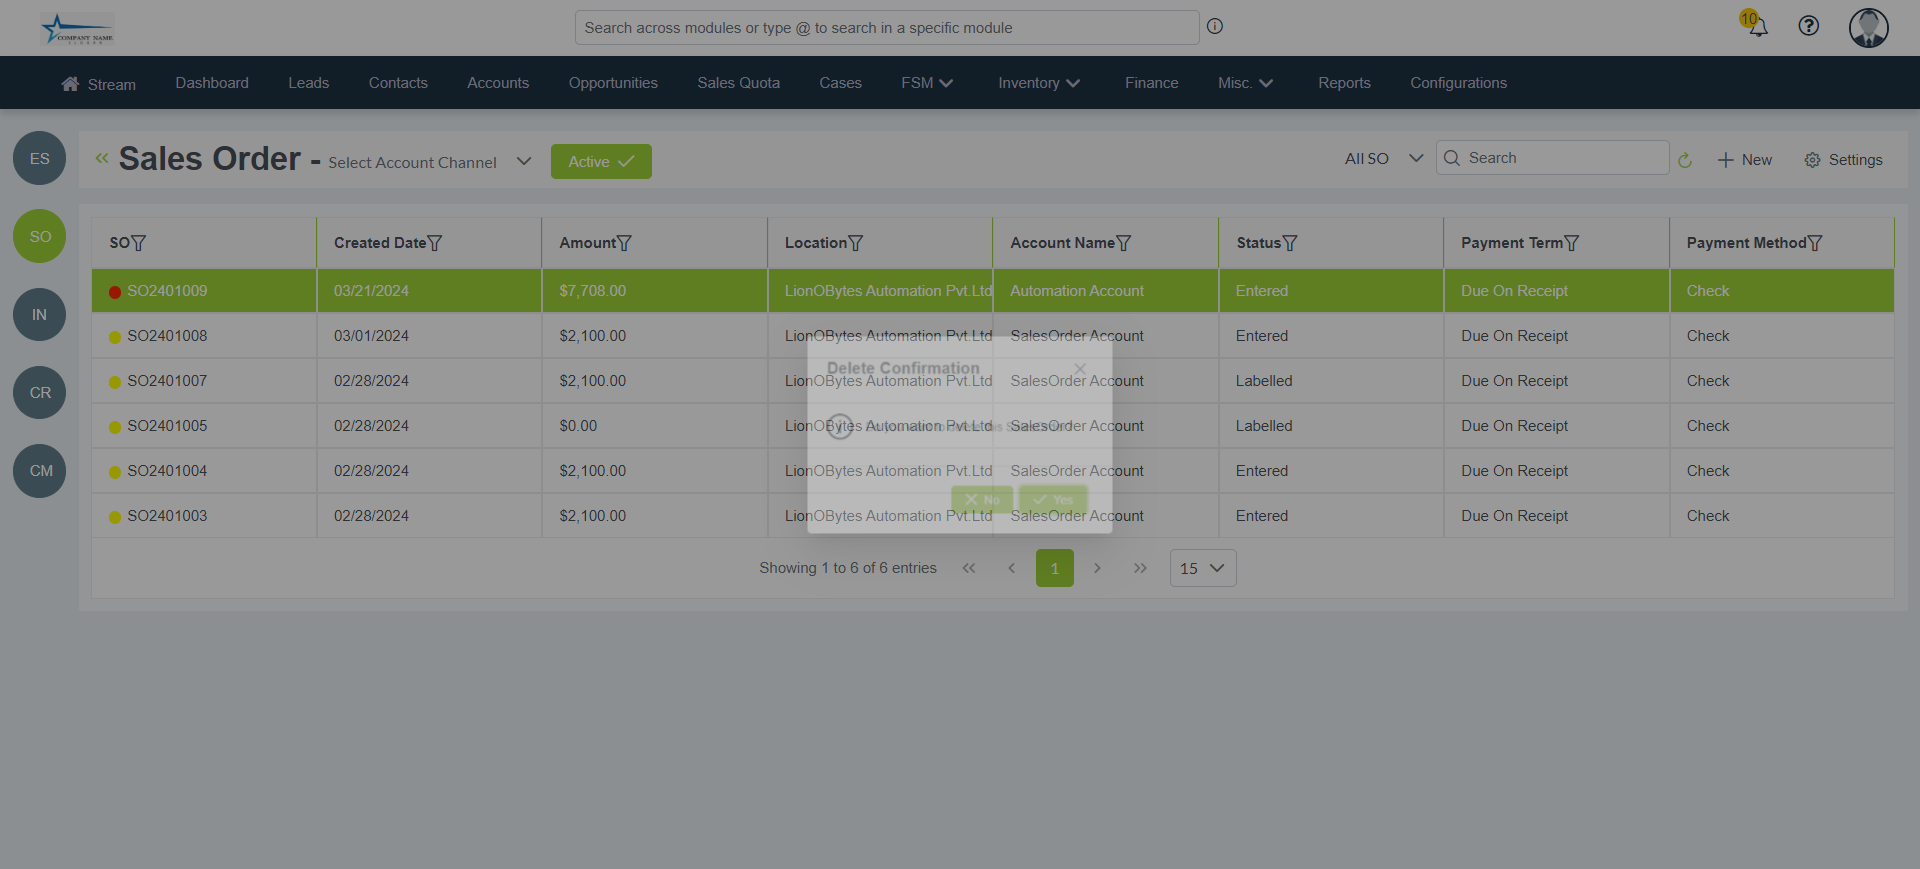 COMPANY NAME
Search across modules or type @ to search in a specific module
10
Stream Dashboard Leads Contacts Accounts Opportunities Sales Quota Cases FSM Inventory Finance Misc. Reports Configurations
ES
SO
IN
CR
CM
Sales Order - Select Account Channel Active All SO Search New Settings
SO Created Date Amount Location Account Name Status Payment Term Payment Method
SO2401009 03/21/2024 $7,708.00 LionOBytes Automation Pvt.Ltd Automation Account Entered Due On Receipt Check
SO2401008 03/01/2024 $2,100.00 LionOBytes Automation Pvt.Ltd SalesOrder Account Entered Due On Receipt Check
SO2401007 02/28/2024 $2,100.00 LionOBytes Automation Pvt.Ltd SalesOrder Account Labelled Due On Receipt Check
SO2401005 02/28/2024 $0.00 LionOBytes Automation Pvt.Ltd SalesOrder Account Labelled Due On Receipt Check
SO2401004 02/28/2024 $2,100.00 LionOBytes Automation Pvt.Ltd SalesOrder Account Entered Due On Receipt Check
SO2401003 02/28/2024 $2,100.00 LionOBytes Automation Pvt.Ltd SalesOrder Account Entered Due On Receipt Check
Delete Confirmation
No Yes
Showing 1 to 6 of 6 entries 1 15